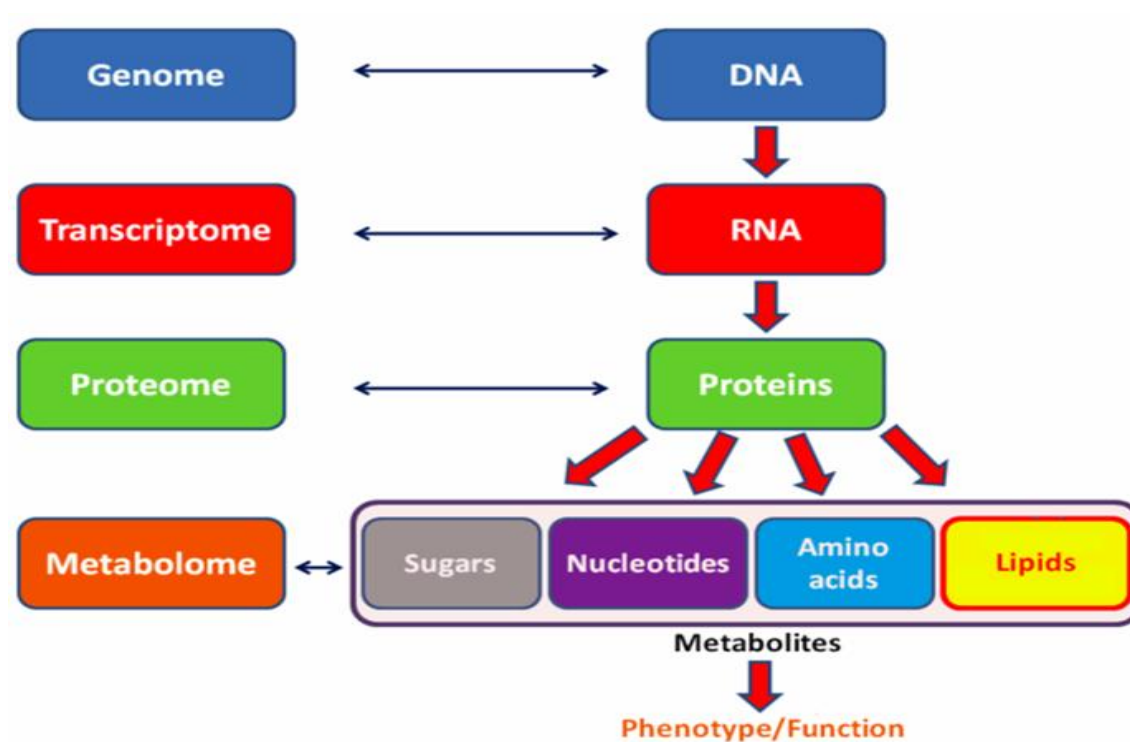 Genome
DNA
Transcriptome
RNA
Proteome
Proteins
Metabolome
Sugars
Nucleotides
Amino
acids
Lipids
Metabolites
Phenotype/Function